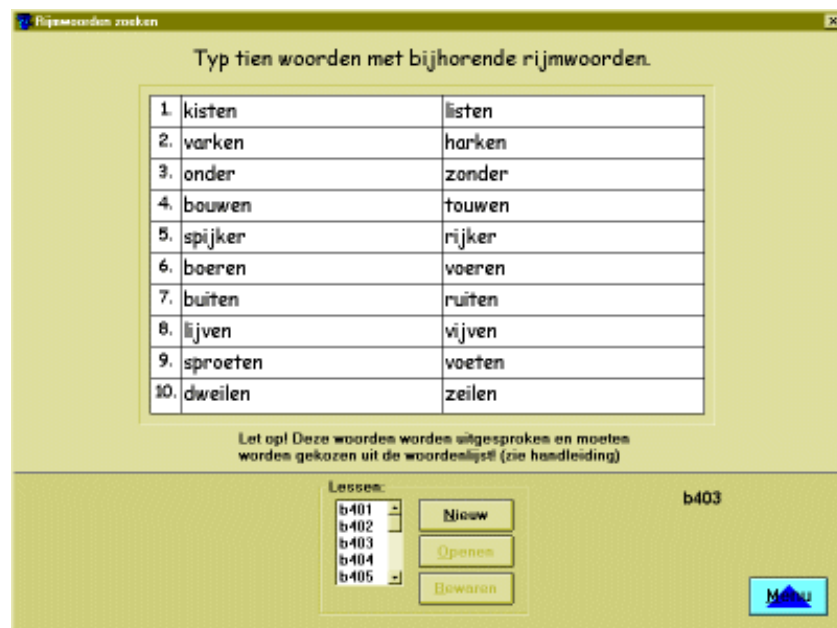 Rijmwoorden zoeken
Typ tien woorden met bijhorende rijmwoorden.
1. kisten listen
2. varken harken
3. onder zonder
4. bouwen touwen
5. spijker rijker
6. boeren voeren
7. buiten ruiten
8. lijven vijven
9. sproeten voeten
10. dweilen zeilen
Let op! Deze woorden worden uitgesproken en moeten
worden gekozen uit de woordenlijst! (zie handleiding)
Lessen:
b401
b402
b403
b404
b405
Nieuw
Openen
Bewaren
b403
Menu